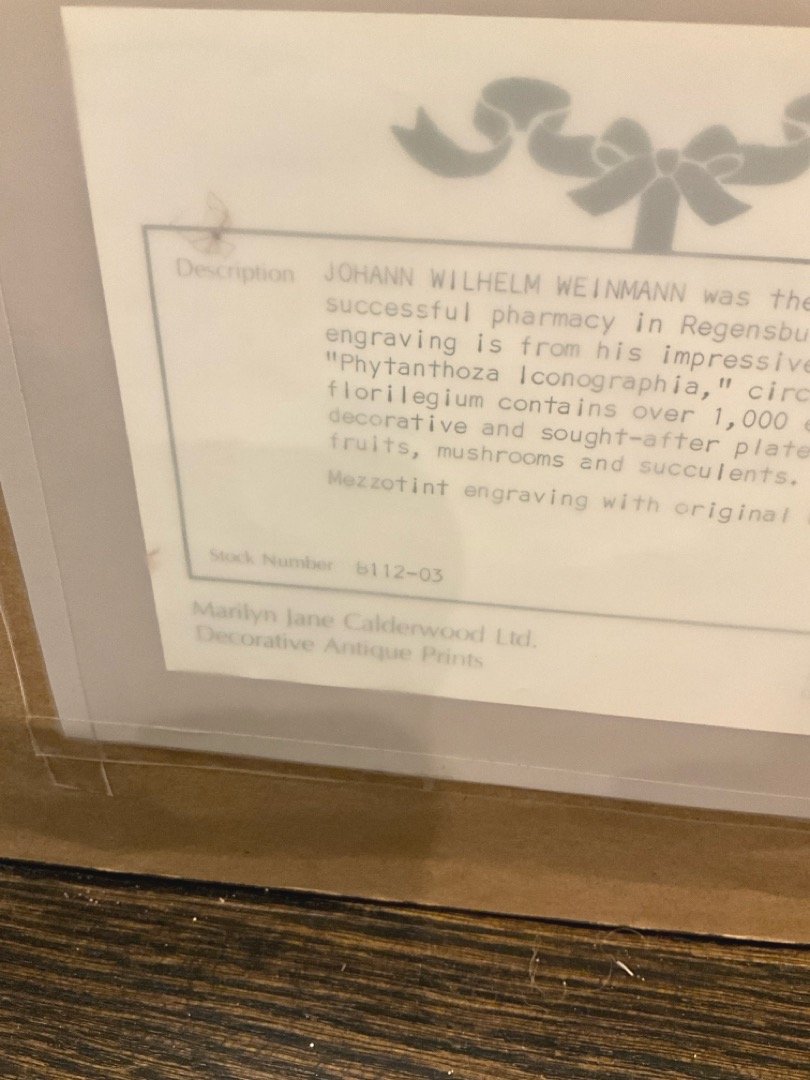 Description JOHANN WILHELM WEINMANN was the
successful pharmacy in Regensbu
engraving is from his impressive
"Phytanthoza Iconographia," circ
florilegium contains over 1,000
decorative and sought-after plate
fruits, mushrooms and succulents.
Mezzotint engraving with original
Stock Number b112-03
Marilyn Jane Calderwood Ltd.
Decorative Antique Prints